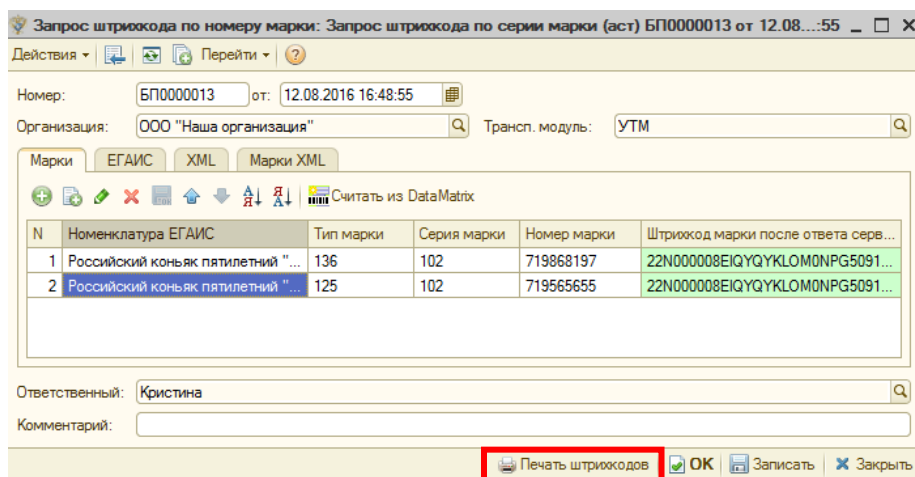 Запрос штрихкода по номеру марки: Запрос штрихкода по серии марки (аст) БП0000013 от 12.08....:55
Действия Перейти
Номер: БП0000013 от: 12.08.2016 16:48:55
Организация: ООО "Наша организация" Трансп. модуль: УТМ
Марки ЕГАИС XML Марки XML
Считать из DataMatrix
N Номенклатура ЕГАИС Тип марки Серия марки Номер марки Штрихкод марки после ответа серв...
1 Российский коньяк пятилетний "... 136 102 719868197 22N000008EIQYQYKLOM0NPG5091...
2 Российский коньяк пятилетний "... 125 102 719565655 22N000008EIQYQYKLOM0NPG5091...
Ответственный: Кристина
Комментарий:
Печать штрихкодов OK Записать Закрыть